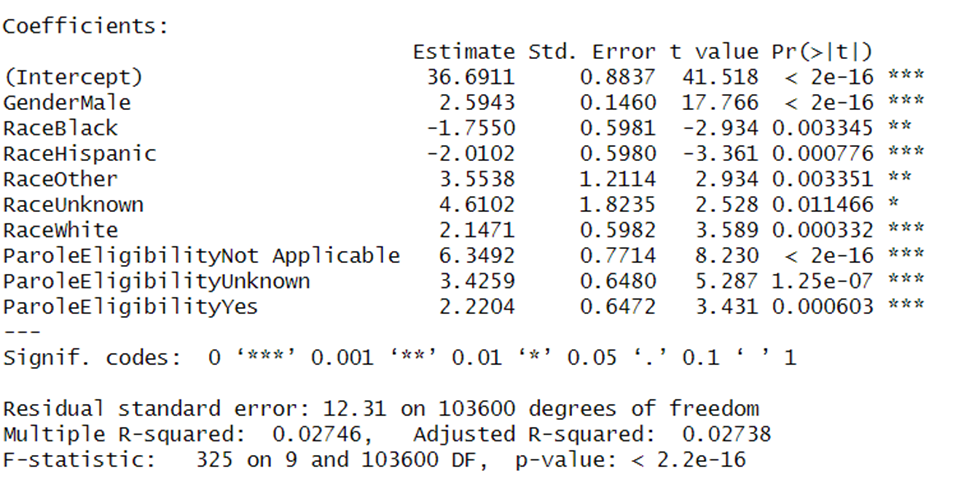 Coefficients:
Estimate Std. Error t value Pr(>|t|)
(Intercept) 36.6911 0.8837 41.518 < 2e-16 ***
GenderMale 2.5943 0.1460 17.766 < 2e-16 ***
RaceBlack -1.7550 0.5981 -2.934 0.003345 **
RaceHispanic -2.0102 0.5980 -3.361 0.000776 ***
RaceOther 3.5538 1.2114 2.934 0.003351 **
RaceUnknown 4.6102 1.8235 2.528 0.011466 *
RaceWhite 2.1471 0.5982 3.589 0.000332 ***
ParoleEligibilityNot Applicable 6.3492 0.7714 8.230 < 2e-16 ***
ParoleEligibilityUnknown 3.4259 0.6480 5.287 1.25e-07 ***
ParoleEligibilityYes 2.2204 0.6472 3.431 0.000603 ***
---
Signif. codes: 0 ‘***’ 0.001 ‘**’ 0.01 ‘*’ 0.05 ‘.’ 0.1 ‘ ’ 1
Residual standard error: 12.31 on 103600 degrees of freedom
Multiple R-squared: 0.02746, Adjusted R-squared: 0.02738
F-statistic: 325 on 9 and 103600 DF, p-value: < 2.2e-16